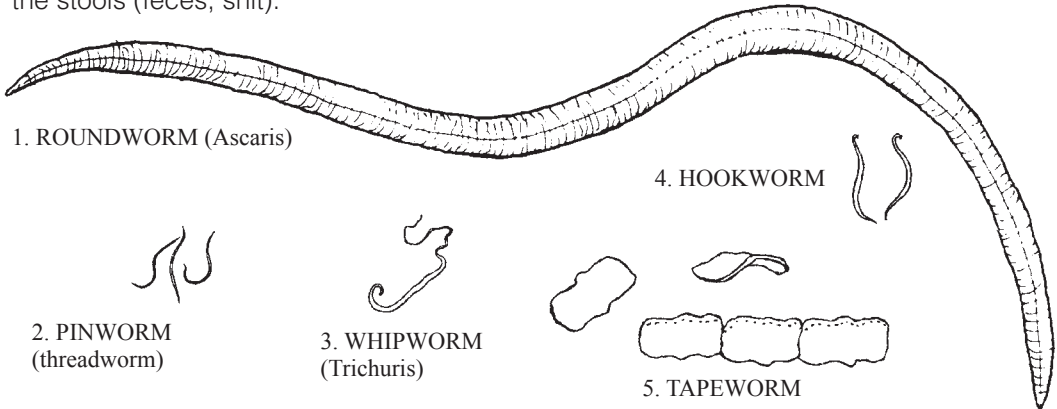 the stools (feces, shit).
1. ROUNDWORM (Ascaris)
4. HOOKWORM
2. PINWORM
(threadworm)
3. WHIPWORM
(Trichuris)
5. TAPEWORM